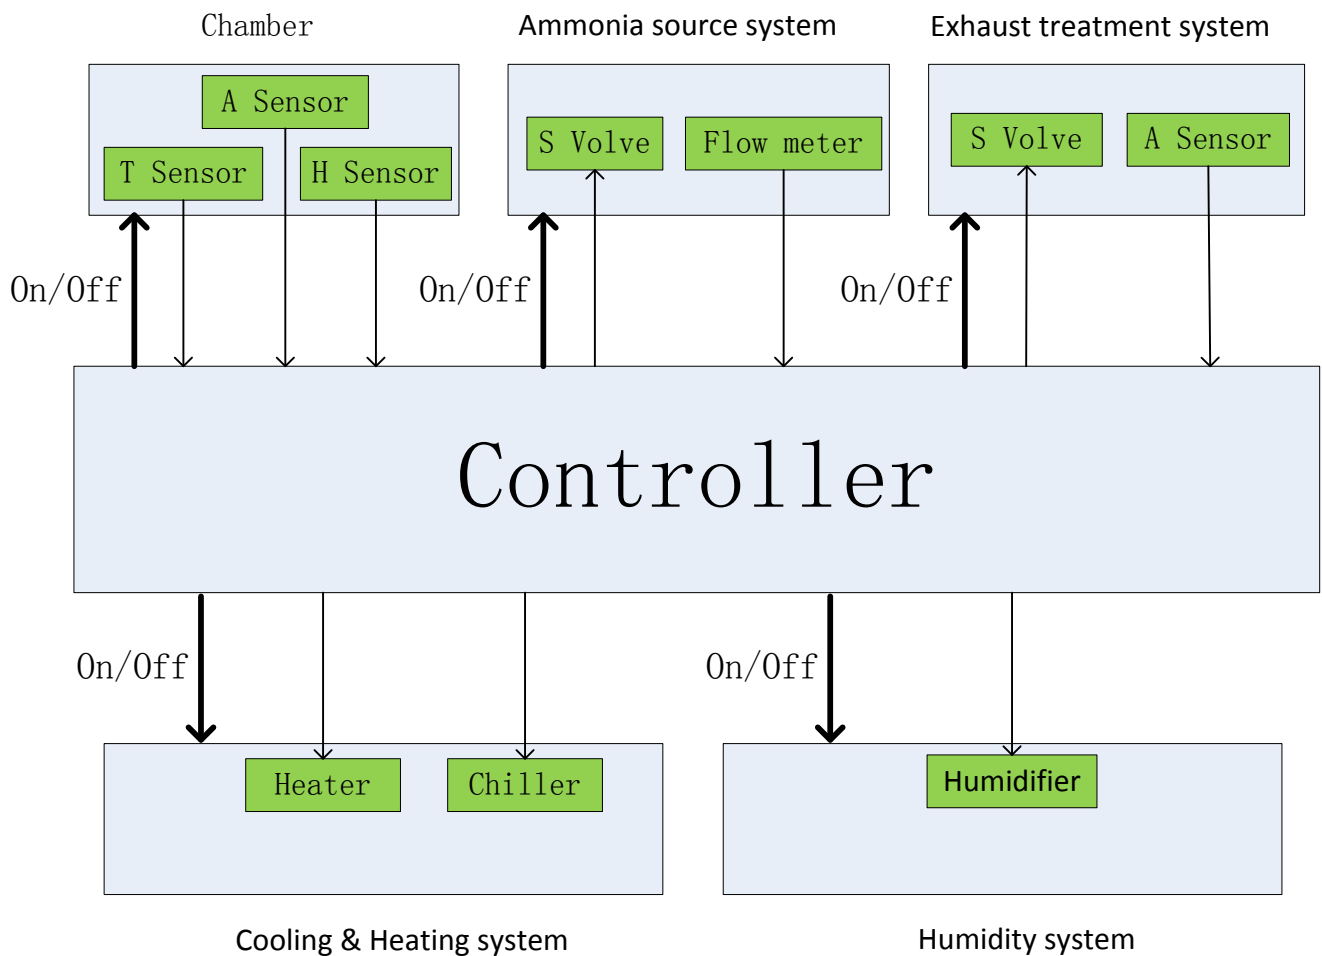 Chamber
Ammonia source system
Exhaust treatment system
A Sensor
T Sensor
H Sensor
S Volve
Flow meter
S Volve
A Sensor
On/Off
On/Off
On/Off
Controller
On/Off
On/Off
Heater
Chiller
Humidifier
Cooling & Heating system
Humidity system